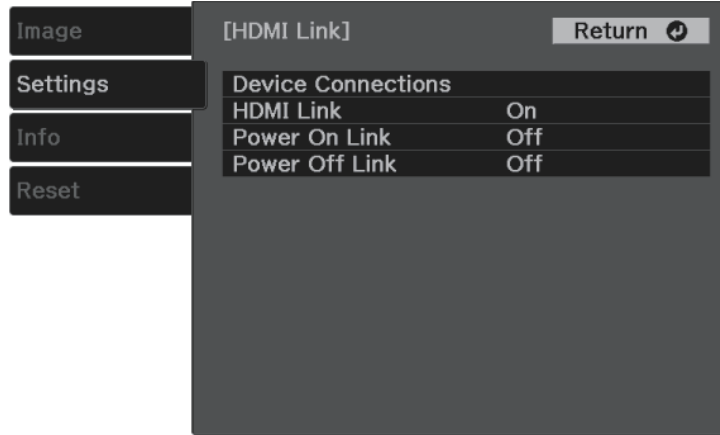 Image
Settings
Info
Reset
[HDMI Link]
Return
Device Connections
HDMI Link On
Power On Link Off
Power Off Link Off